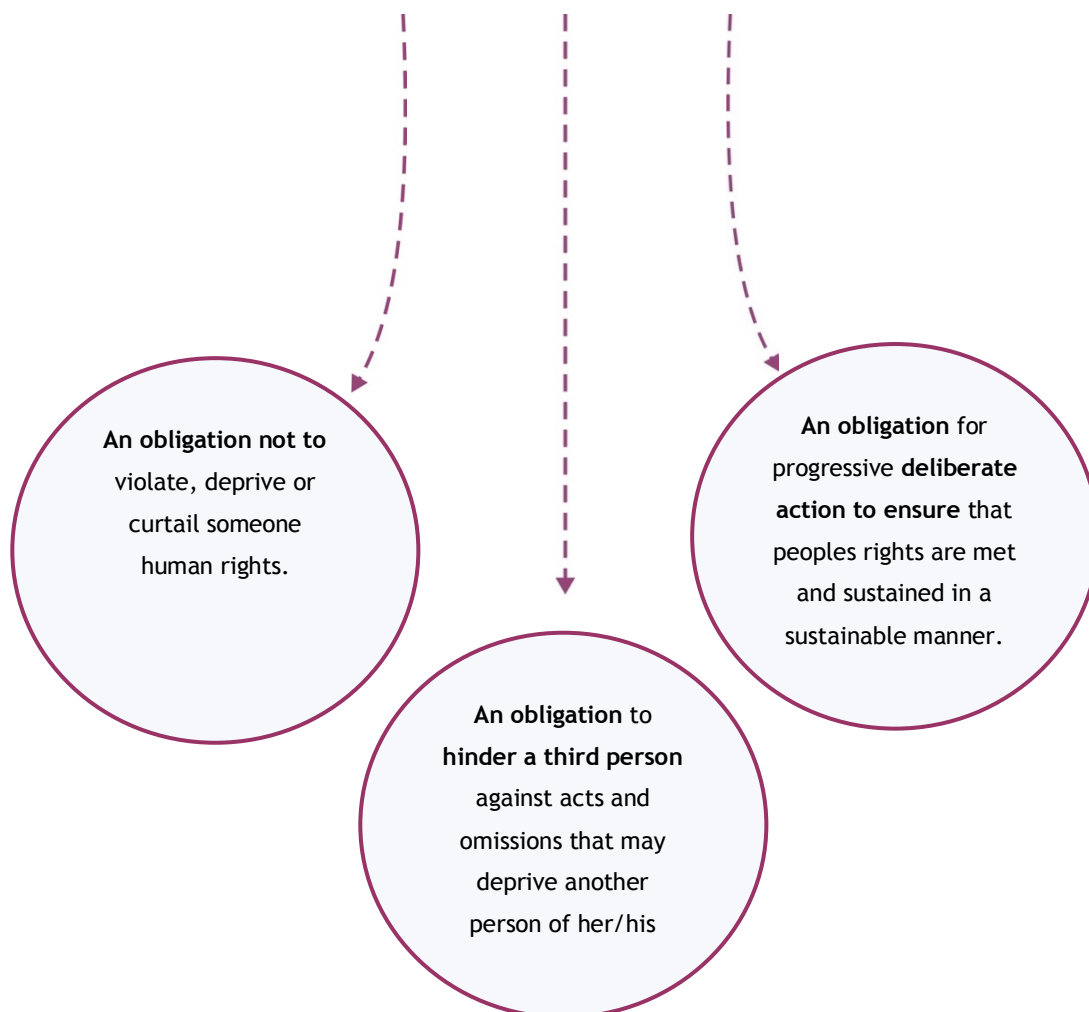 An obligation not to
violate, deprive or
curtail someone
human rights.
An obligation to
hinder a third person
against acts and
omissions that may
deprive another
person of her/his
An obligation for
progressive deliberate
action to ensure that
peoples rights are met
and sustained in a
sustainable manner.